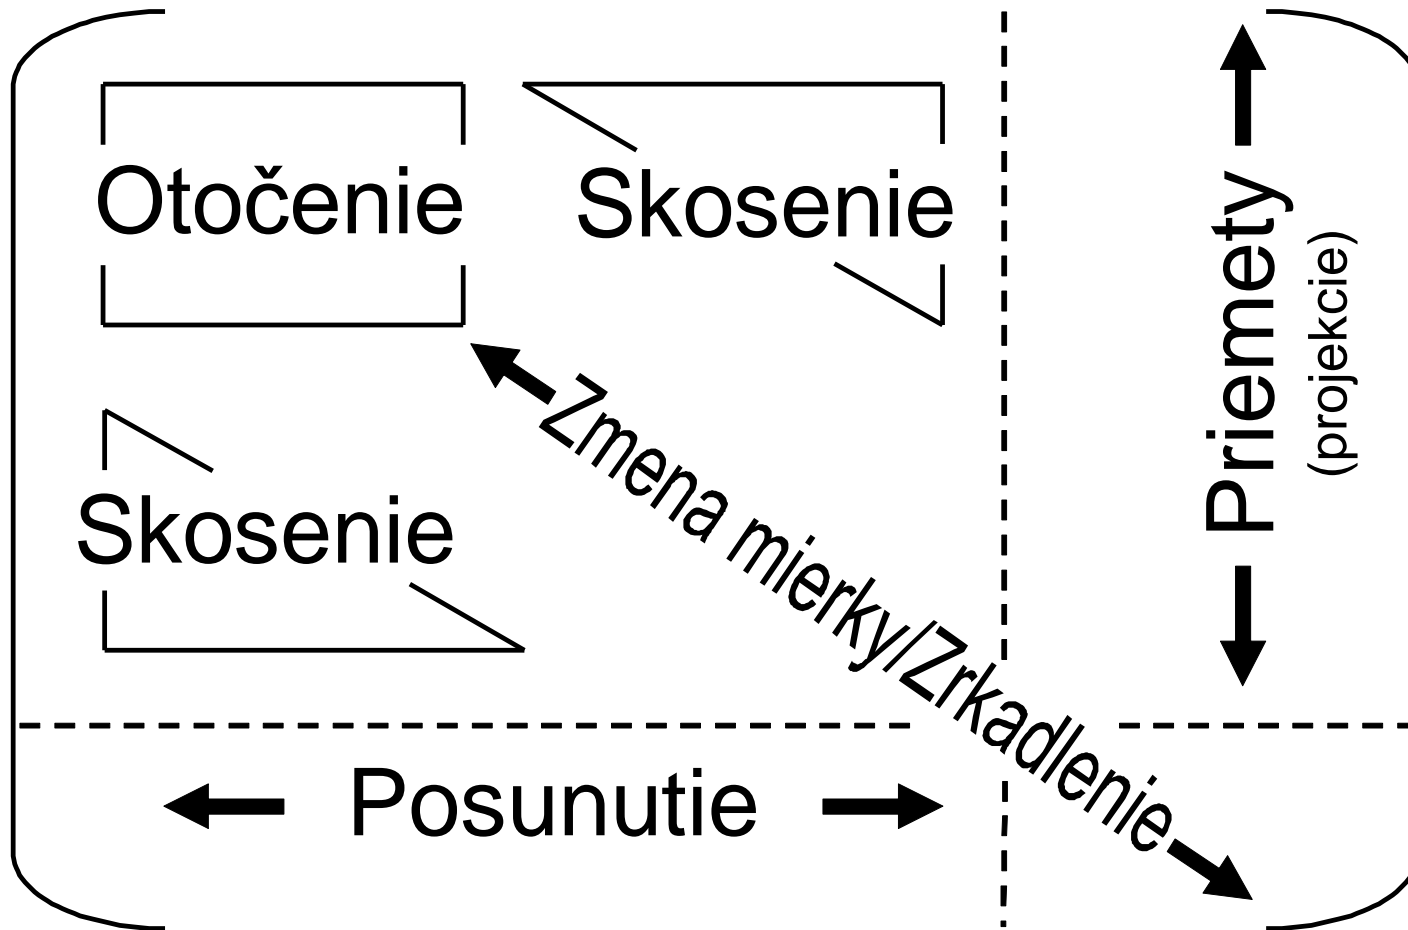 Otočenie
Skosenie
Priemety
(projekcie)
Skosenie
Zmena mierky/Zrkadlenie
Posunutie